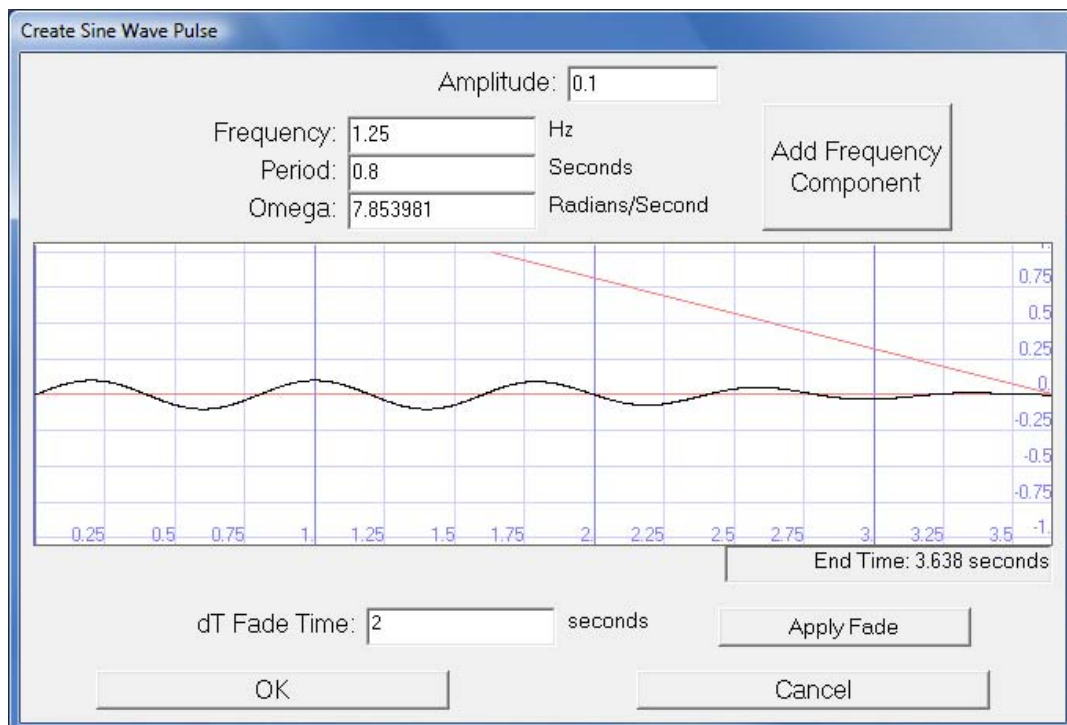 Create Sine Wave Pulse
Amplitude: 0.1
Frequency: 1.25 Hz
Add Frequency
Component
Period: 0.8 Seconds
Omega: 7.853981 Radians/Second
1.
0.75
0.5
0.25
0.
-0.25
-0.5
-0.75
-1.
0.25 0.5 0.75 1. 1.25 1.5 1.75 2. 2.25 2.5 2.75 3. 3.25 3.5
End Time: 3.638 seconds
dT Fade Time: 2 seconds
Apply Fade
OK
Cancel